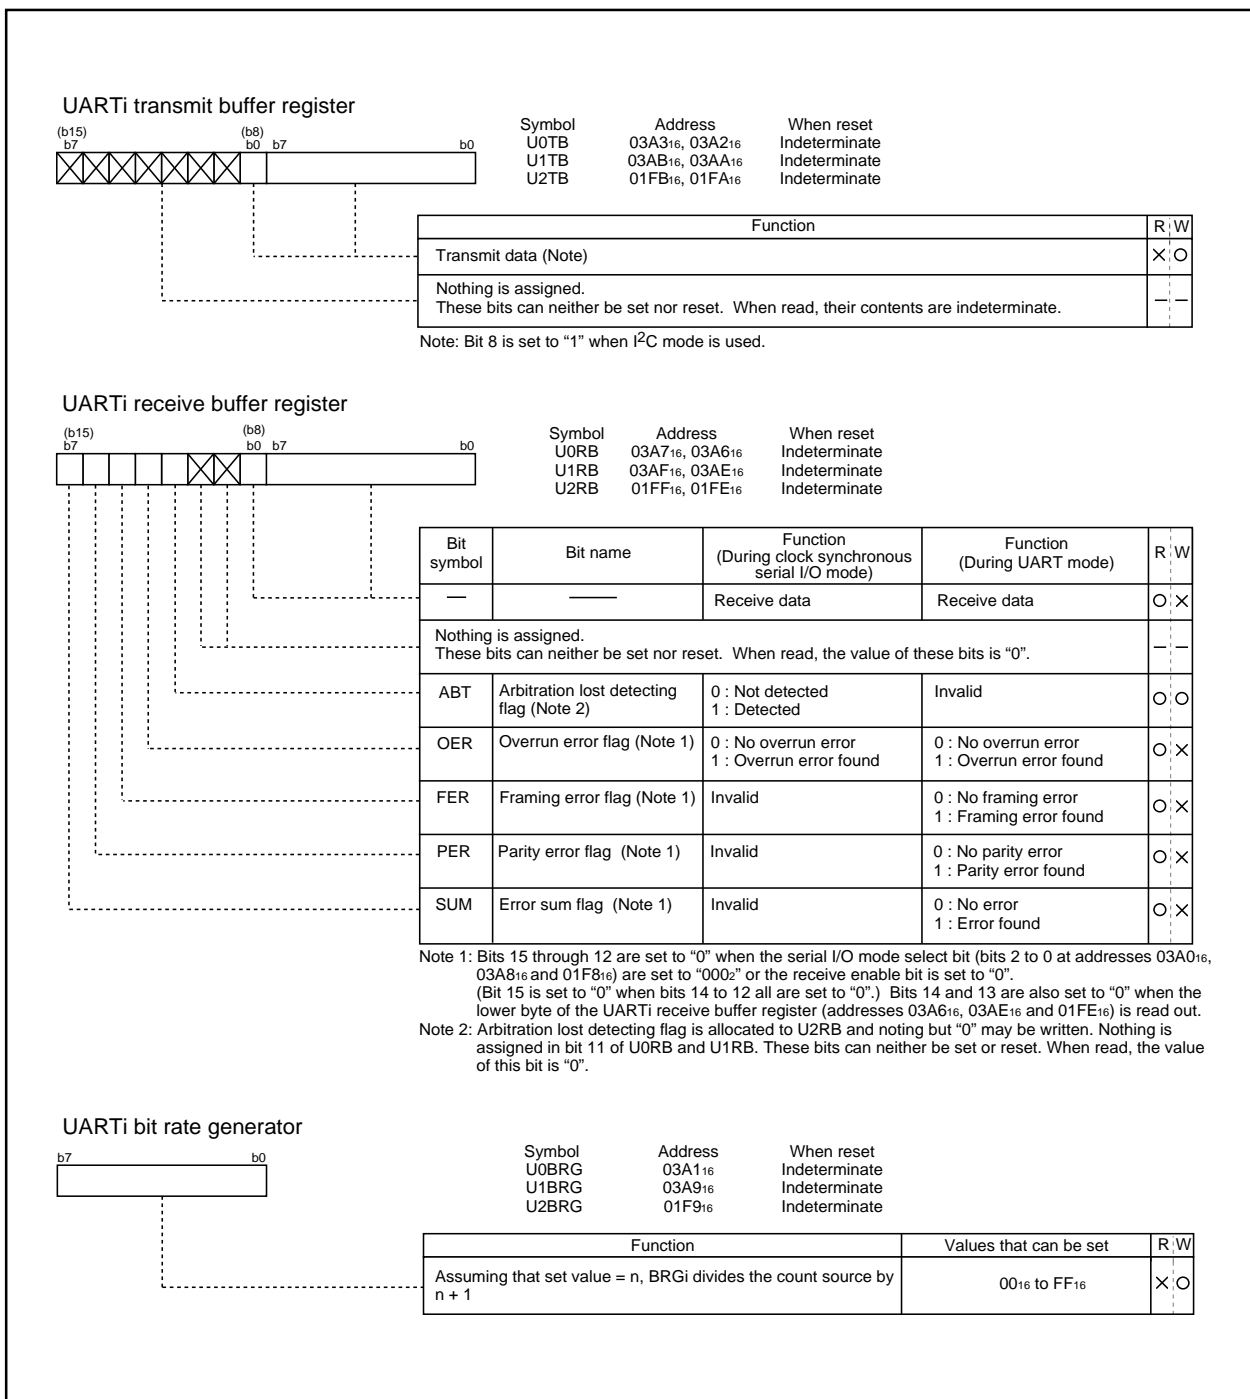 UARTi transmit buffer register
(b15) (b8)
b7 b0 b7 b0
Symbol Address When reset
U0TB 03A3₁₆, 03A2₁₆ Indeterminate
U1TB 03AB₁₆, 03AA₁₆ Indeterminate
U2TB 01FB₁₆, 01FA₁₆ Indeterminate
Function R W
Transmit data (Note) × ○
Nothing is assigned.
These bits can neither be set nor reset. When read, their contents are indeterminate. – –
Note: Bit 8 is set to “1” when I²C mode is used.
UARTi receive buffer register
(b15) (b8)
b7 b0 b7 b0
Symbol Address When reset
U0RB 03A7₁₆, 03A6₁₆ Indeterminate
U1RB 03AF₁₆, 03AE₁₆ Indeterminate
U2RB 01FF₁₆, 01FE₁₆ Indeterminate
Bit symbol Bit name Function (During clock synchronous serial I/O mode) Function (During UART mode) R W
— —— Receive data Receive data ○ ×
Nothing is assigned.
These bits can neither be set nor reset. When read, the value of these bits is “0”. – –
ABT Arbitration lost detecting 0 : Not detected Invalid ○ ○
flag (Note 2) 1 : Detected
OER Overrun error flag (Note 1) 0 : No overrun error 0 : No overrun error ○ ×
1 : Overrun error found 1 : Overrun error found
FER Framing error flag (Note 1) Invalid 0 : No framing error ○ ×
1 : Framing error found
PER Parity error flag (Note 1) Invalid 0 : No parity error ○ ×
1 : Parity error found
SUM Error sum flag (Note 1) Invalid 0 : No error ○ ×
1 : Error found
Note 1: Bits 15 through 12 are set to “0” when the serial I/O mode select bit (bits 2 to 0 at addresses 03A0₁₆,
03A8₁₆ and 01F8₁₆) are set to “000₂” or the receive enable bit is set to “0”.
(Bit 15 is set to “0” when bits 14 to 12 all are set to “0”.) Bits 14 and 13 are also set to “0” when the
lower byte of the UARTi receive buffer register (addresses 03A6₁₆, 03AE₁₆ and 01FE₁₆) is read out.
Note 2: Arbitration lost detecting flag is allocated to U2RB and noting but “0” may be written. Nothing is
assigned in bit 11 of U0RB and U1RB. These bits can neither be set or reset. When read, the value
of this bit is “0”.
UARTi bit rate generator
b7 b0
Symbol Address When reset
U0BRG 03A1₁₆ Indeterminate
U1BRG 03A9₁₆ Indeterminate
U2BRG 01F9₁₆ Indeterminate
Function Values that can be set R W
Assuming that set value = n, BRGi divides the count source by 00₁₆ to FF₁₆ × ○
n + 1